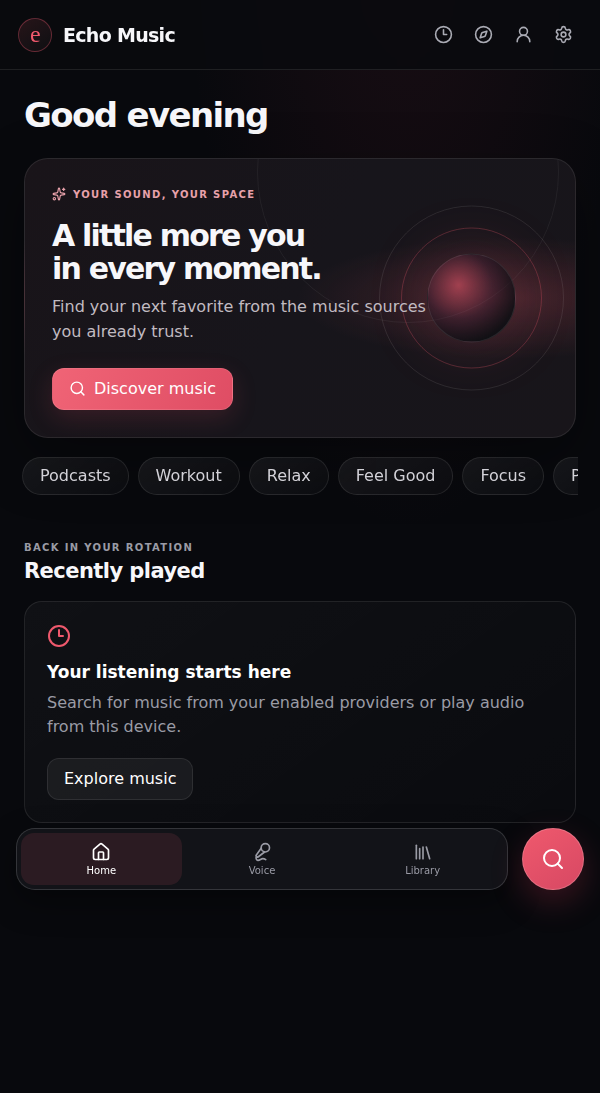 e Echo Music
Good evening
YOUR SOUND, YOUR SPACE
A little more you
in every moment.
Find your next favorite from the music sources
you already trust.
Discover music
Podcasts Workout Relax Feel Good Focus
BACK IN YOUR ROTATION
Recently played
Your listening starts here
Search for music from your enabled providers or play audio
from this device.
Explore music
Home Voice Library